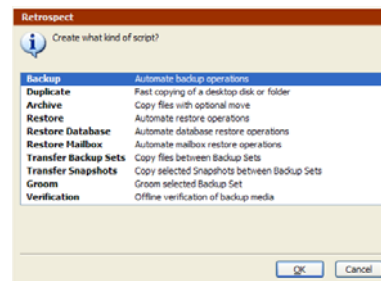 Retrospect
Create what kind of script?
Backup Automate backup operations
Duplicate Fast copying of a desktop disk or folder
Archive Copy files with optional move
Restore Automate restore operations
Restore Database Automate database restore operations
Restore Mailbox Automate mailbox restore operations
Transfer Backup Sets Copy files between Backup Sets
Transfer Snapshots Copy selected Snapshots between Backup Sets
Groom Groom selected Backup Set
Verification Offline verification of backup media
OK Cancel